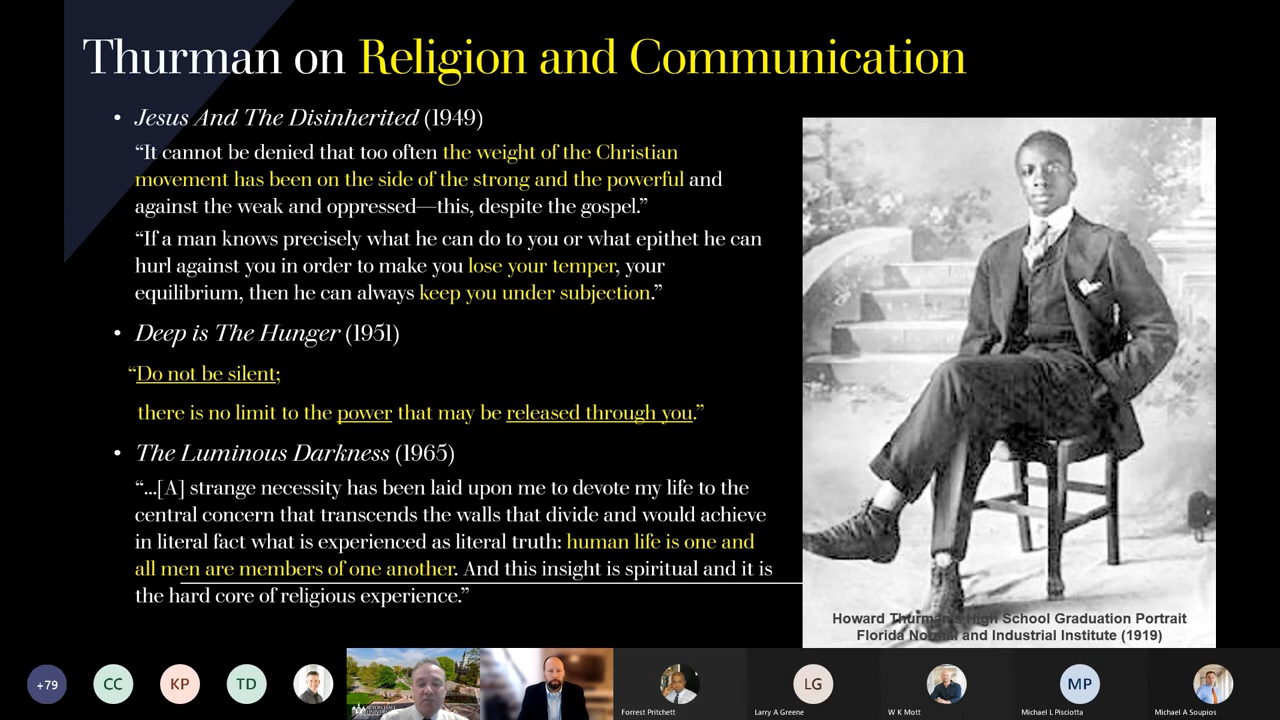 Thurman on Religion and Communication
• Jesus And The Disinherited (1949)
“It cannot be denied that too often the weight of the Christian
movement has been on the side of the strong and the powerful and
against the weak and oppressed—this, despite the gospel.”
“If a man knows precisely what he can do to you or what epithet he can
hurl against you in order to make you lose your temper, your
equilibrium, then he can always keep you under subjection.”
• Deep is The Hunger (1951)
“Do not be silent;
there is no limit to the power that may be released through you.”
• The Luminous Darkness (1965)
“...[A] strange necessity has been laid upon me to devote my life to the
central concern that transcends the walls that divide and would achieve
in literal fact what is experienced as literal truth: human life is one and
all men are members of one another. And this insight is spiritual and it is
the hard core of religious experience.”
Howard Thurman's High School Graduation Portrait
Florida Normal and Industrial Institute (1919)
+79
CC
KP
TD
Forrest Pritchett
LG
Larry A Greene
W K Mott
MP
Michael L Pisciotta
Michael A Soupios